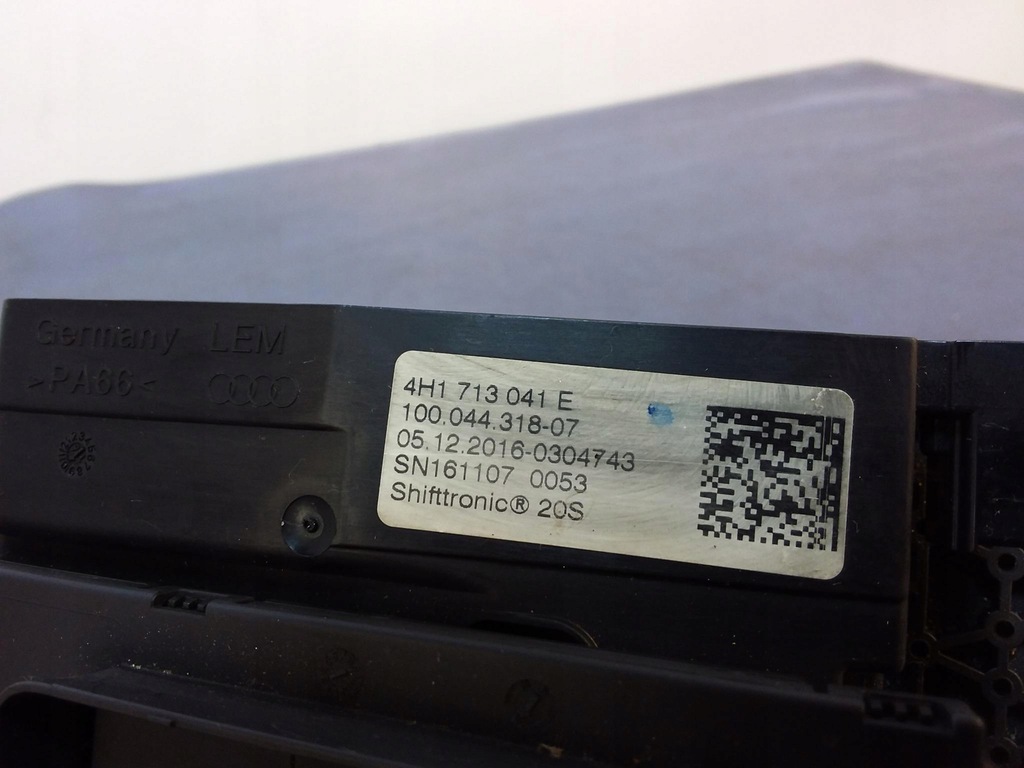 Germany LEM
>PA66<
4H1 713 041 E
100.044.318-07
05.12.2016-0304743
SN161107 0053
Shifttronic® 20S